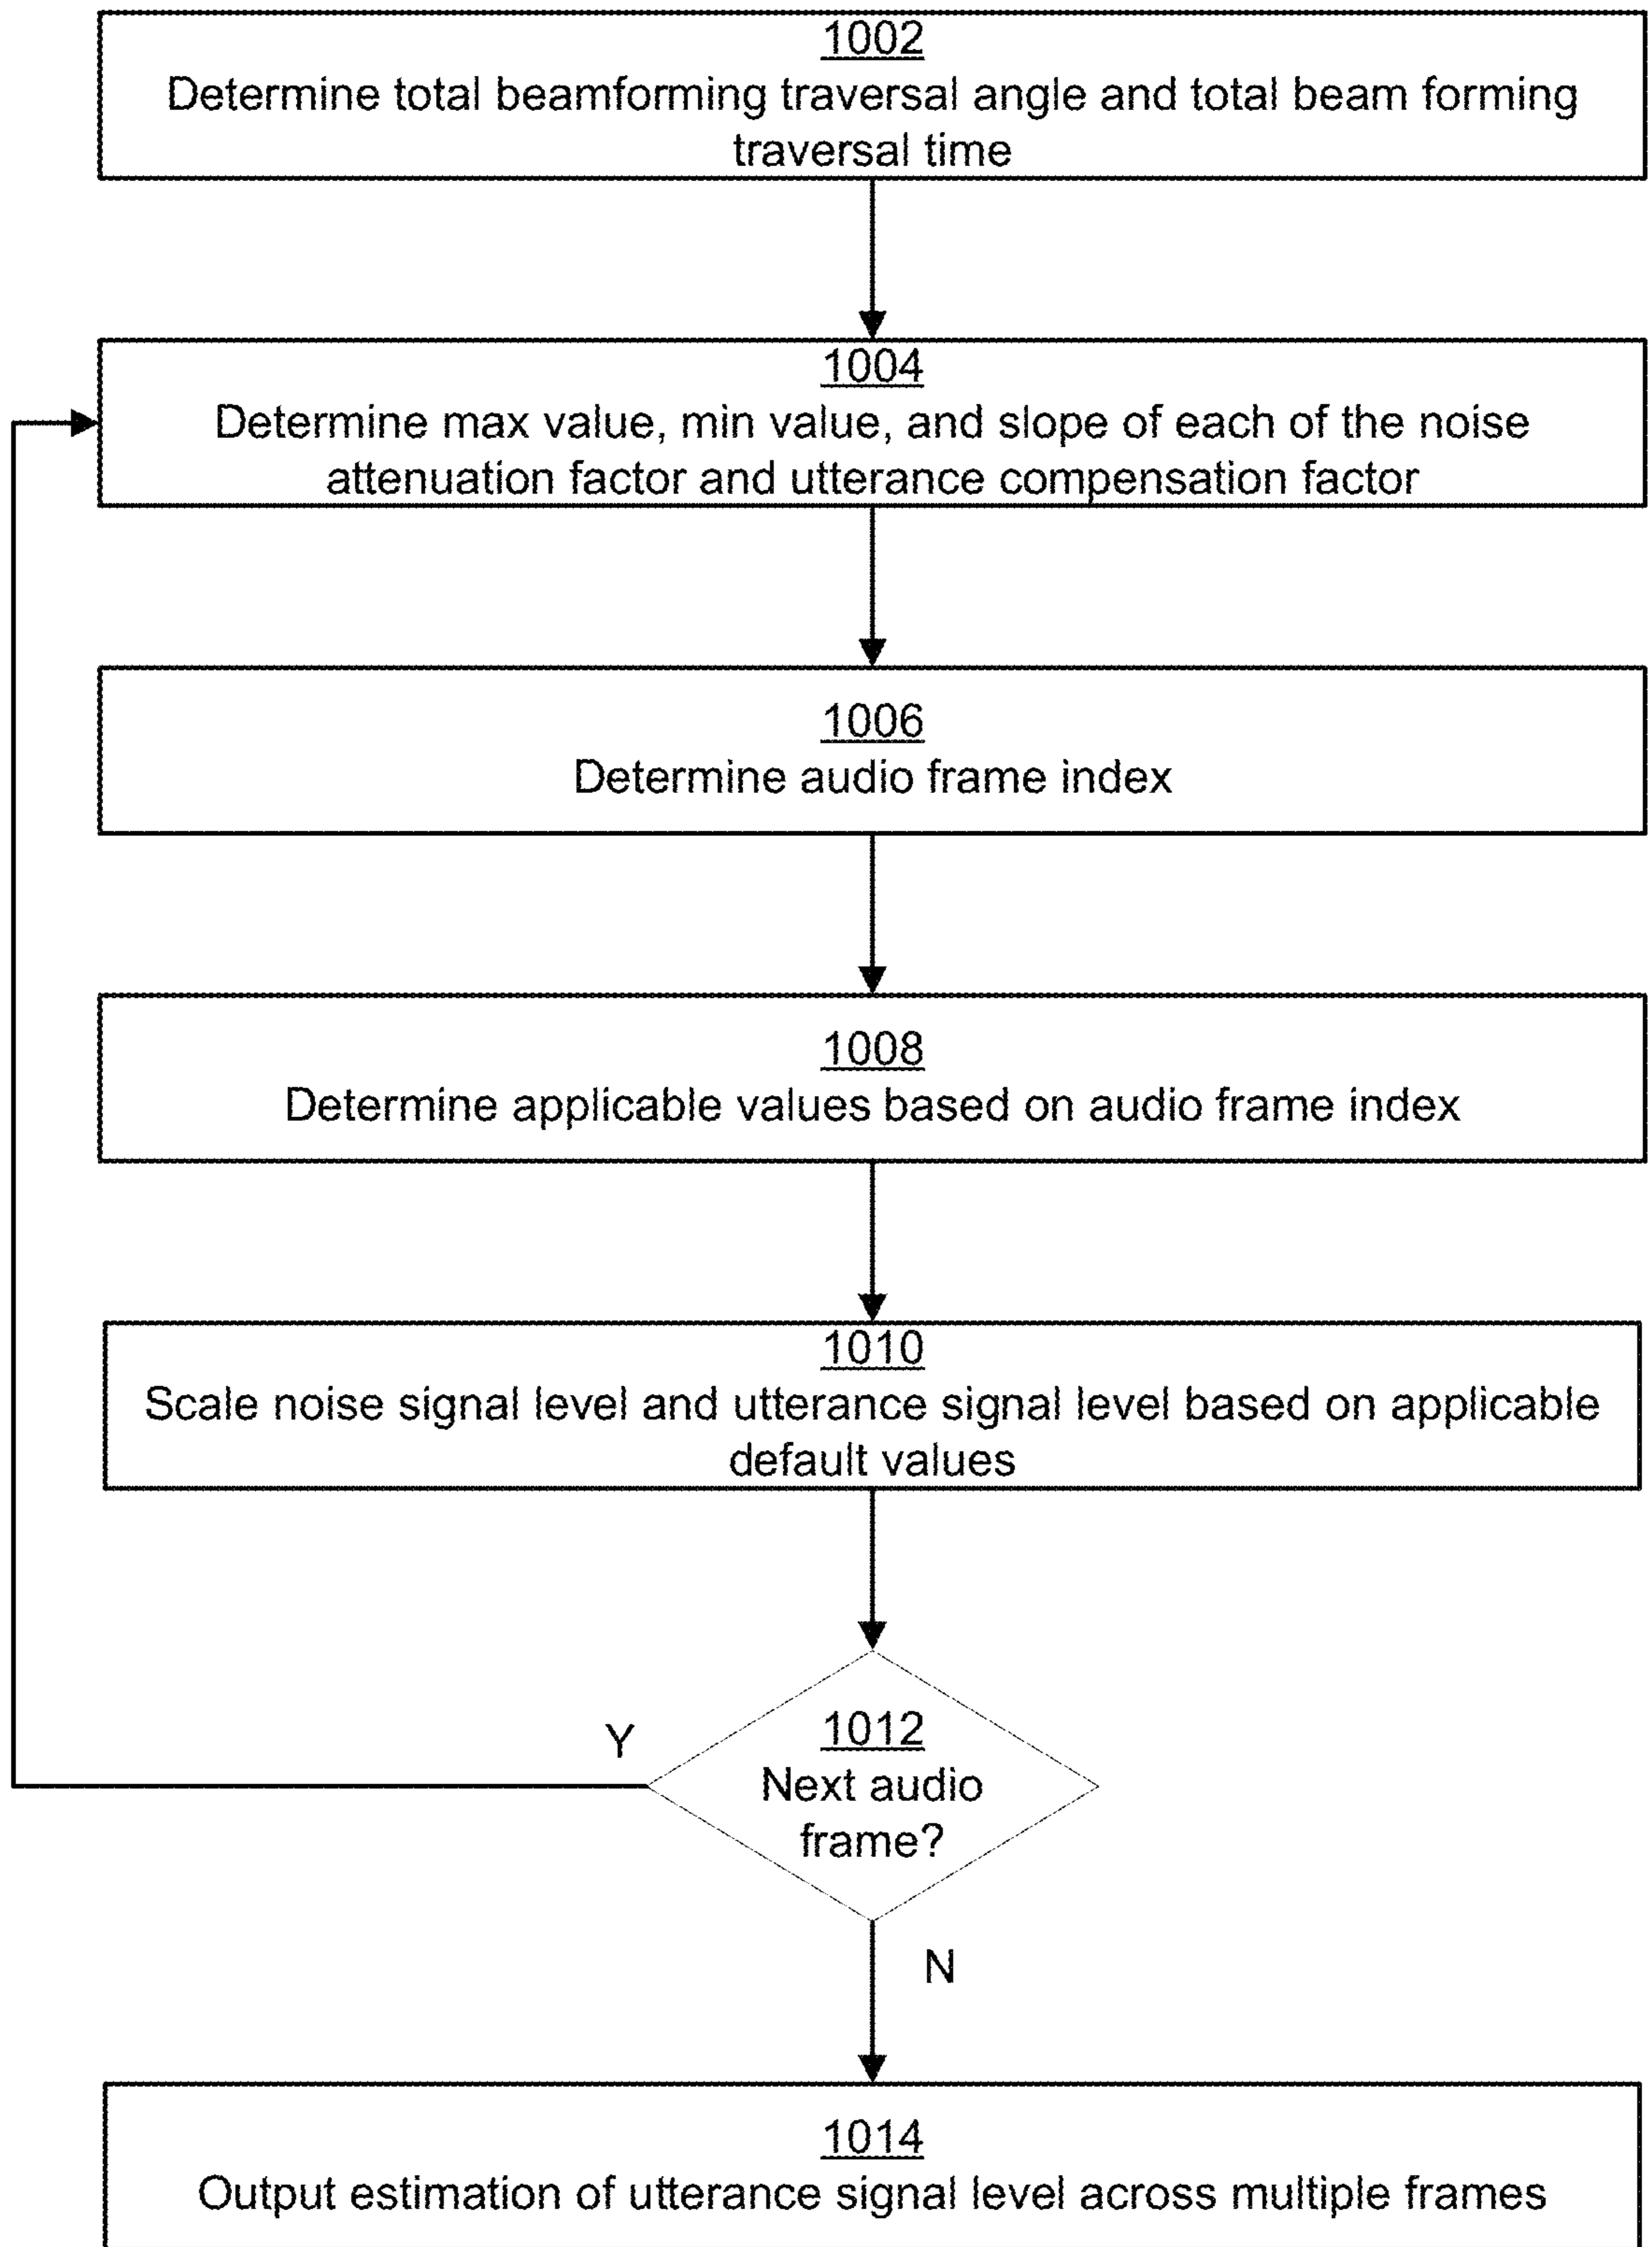 1002
Determine total beamforming traversal angle and total beam forming
traversal time
1004
Determine max value, min value, and slope of each of the noise
attenuation factor and utterance compensation factor
1006
Determine audio frame index
1008
Determine applicable values based on audio frame index
1010
Scale noise signal level and utterance signal level based on applicable
default values
Y
1012
Next audio
frame?
N
1014
Output estimation of utterance signal level across multiple frames